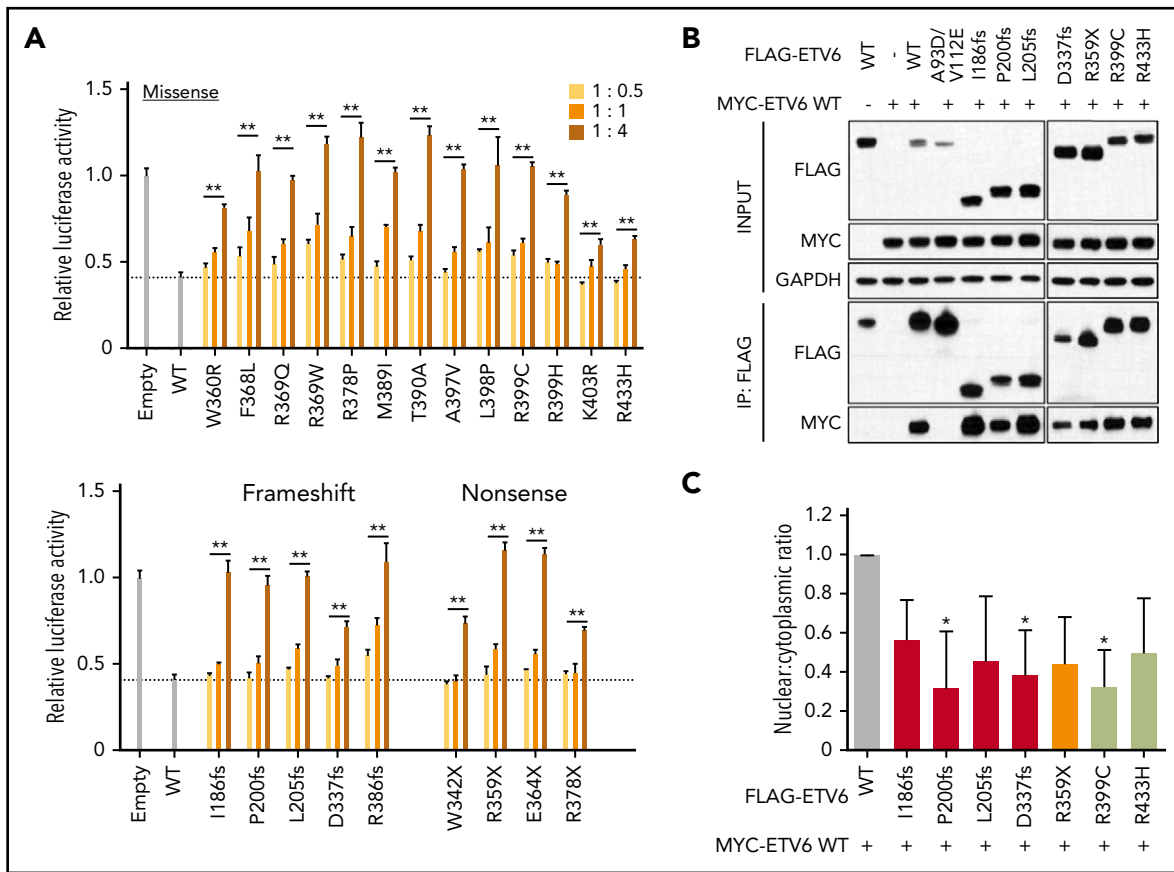 A
Missense
1 : 0.5
1 : 1
1 : 4
Relative luciferase activity
1.5
1.0
0.5
0
** ** ** ** ** ** ** ** ** ** ** ** **
Empty WT W360R F368L R369Q R369W R378P M389I T390A A397V L398P R399C R399H K403R R433H
Frameshift Nonsense
Relative luciferase activity
1.5
1.0
0.5
0
** ** ** ** ** ** ** ** **
Empty WT I186fs P200fs L205fs D337fs R386fs W342X R359X E364X R378X
B
FLAG-ETV6 WT - WT A93D/ V112E I186fs P200fs L205fs D337fs R359X R399C R433H
MYC-ETV6 WT - + + + + + + + + + +
INPUT
FLAG
MYC
GAPDH
IP: FLAG
FLAG
MYC
C
Nuclear:cytoplasmic ratio
1.2
1.0
0.8
0.6
0.4
0.2
0
* * *
FLAG-ETV6 WT I186fs P200fs L205fs D337fs R359X R399C R433H
MYC-ETV6 WT + + + + + + + +